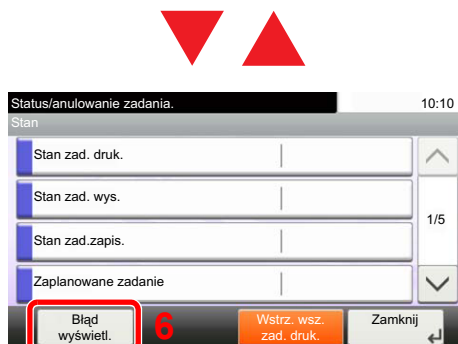 Status/anulowanie zadania. 10:10
Stan
Stan zad. druk.
Stan zad. wys.
1/5
Stan zad.zapis.
Zaplanowane zadanie
Błąd
wyświetl.
6
Wstrz. wsz.
zad. druk.
Zamknij